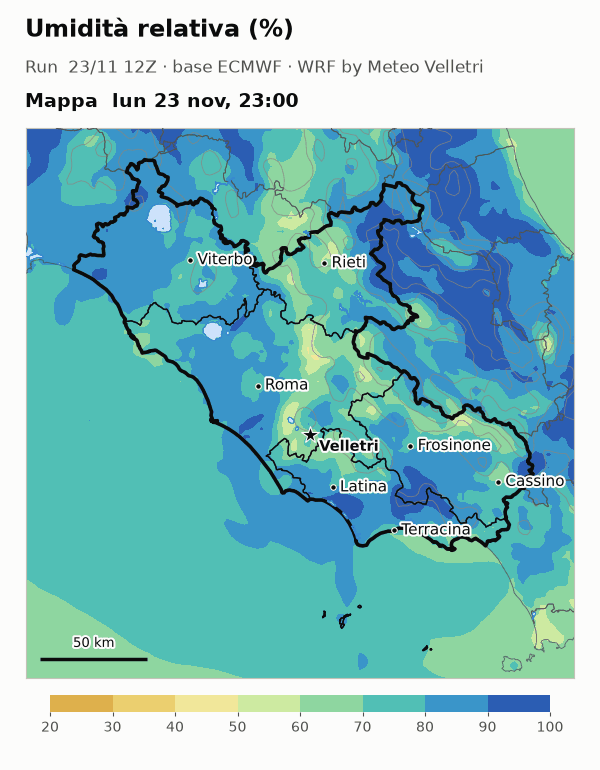 Umidità relativa (%)
Run 23/11 12Z · base ECMWF · WRF by Meteo Velletri
Mappa lun 23 nov, 23:00
Viterbo
Rieti
Roma
Velletri
Frosinone
Cassino
Latina
Terracina
50 km
20 30 40 50 60 70 80 90 100